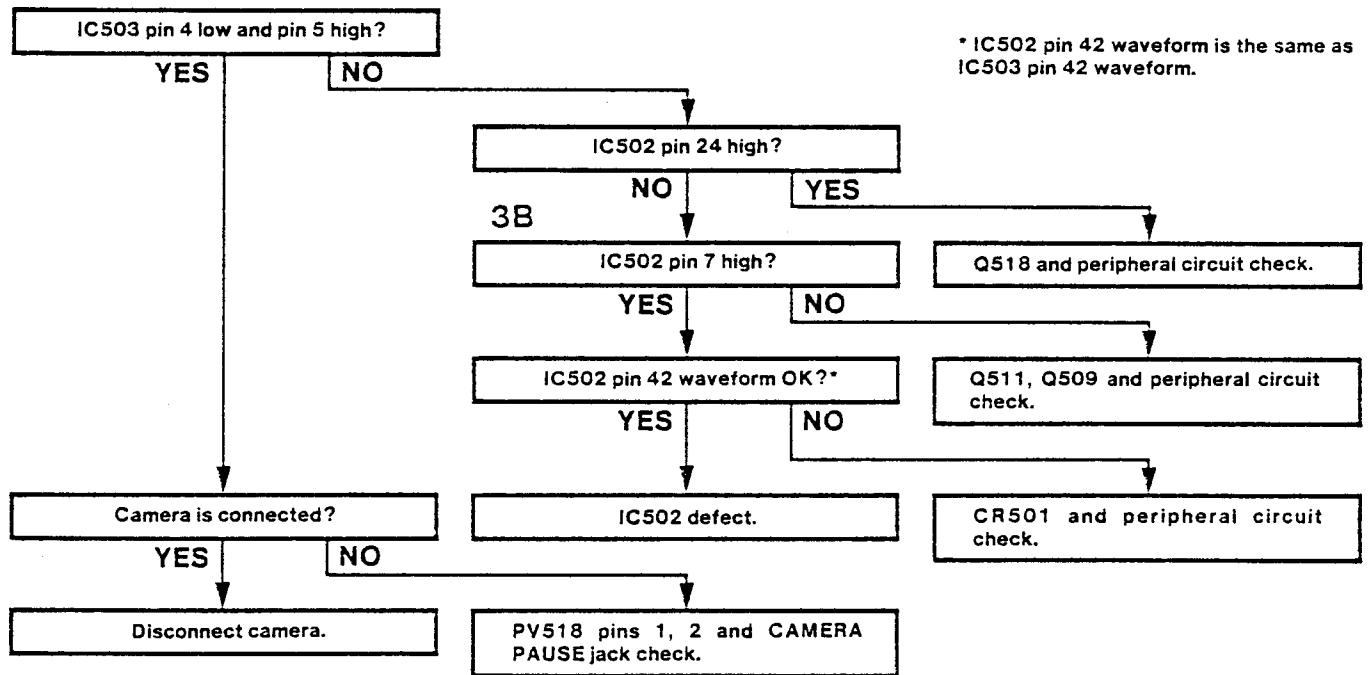 IC503 pin 4 low and pin 5 high?
* IC502 pin 42 waveform is the same as
IC503 pin 42 waveform.
YES
NO
IC502 pin 24 high?
NO
YES
3B
IC502 pin 7 high?
Q518 and peripheral circuit check.
YES
NO
IC502 pin 42 waveform OK?*
Q511, Q509 and peripheral circuit
check.
YES
NO
Camera is connected?
IC502 defect.
CR501 and peripheral circuit
check.
YES
NO
Disconnect camera.
PV518 pins 1, 2 and CAMERA
PAUSE jack check.